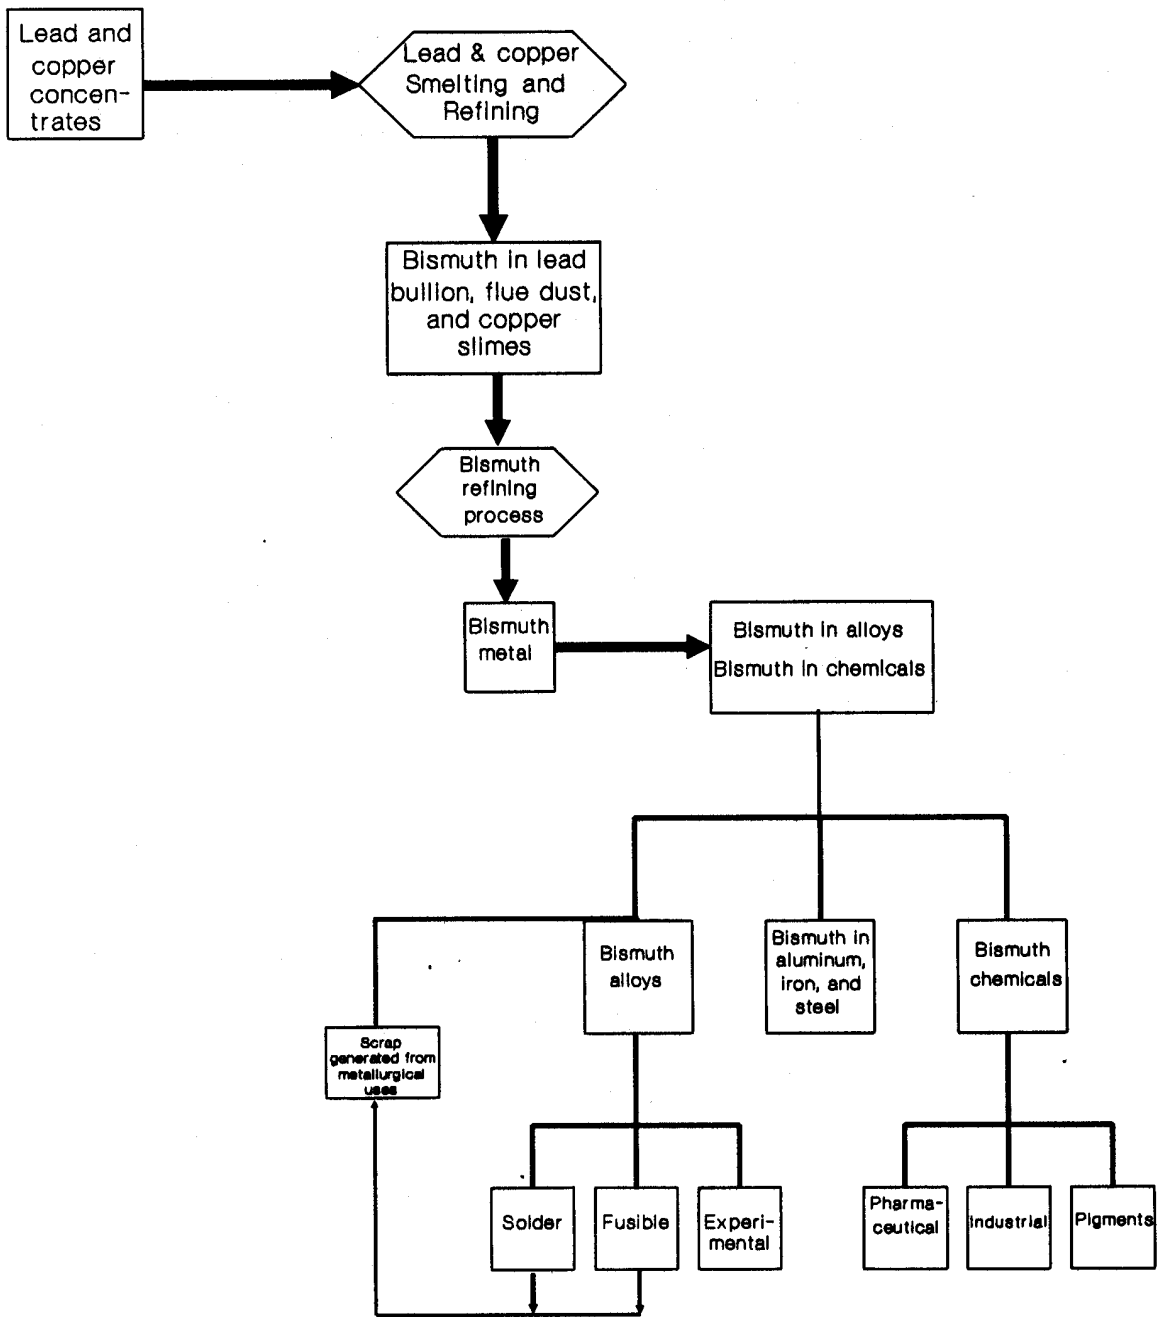 Lead and
copper
concen-
trates
Lead & copper
Smelting and
Refining
Bismuth in lead
bullion, flue dust,
and copper
slimes
Bismuth
refining
process
Bismuth
metal
Bismuth in alloys
Bismuth in chemicals
Bismuth
alloys
Bismuth in
aluminum,
iron, and
steel
Bismuth
chemicals
Scrap
generated from
metallurgical
uses
Solder
Fusible
Experi-
mental
Pharma-
ceutical
Industrial
Pigments